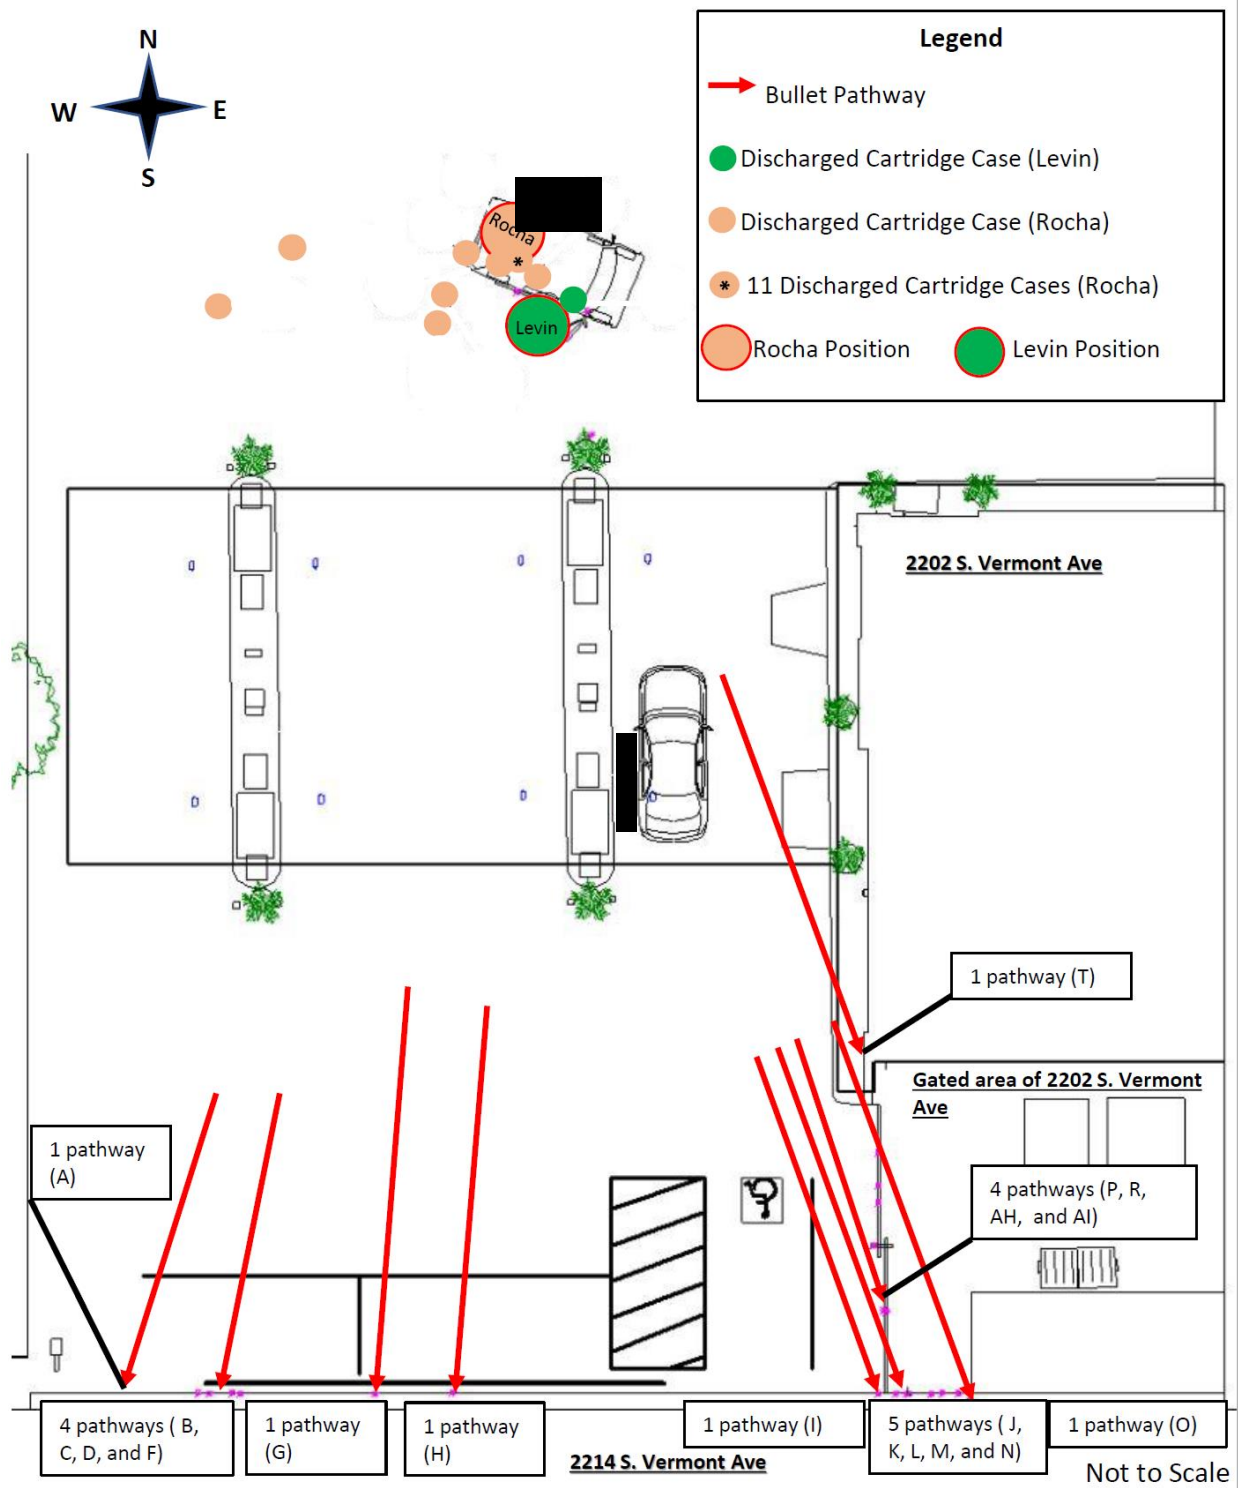 N
W
E
S
Legend
Bullet Pathway
Discharged Cartridge Case (Levin)
Discharged Cartridge Case (Rocha)
* 11 Discharged Cartridge Cases (Rocha)
Rocha Position
Levin Position
Rocha
*
Levin
2202 S. Vermont Ave
1 pathway (T)
Gated area of 2202 S. Vermont
Ave
1 pathway
(A)
4 pathways (P, R,
AH, and AI)
4 pathways ( B,
C, D, and F)
1 pathway
(G)
1 pathway
(H)
1 pathway (I)
5 pathways ( J,
K, L, M, and N)
1 pathway (O)
2214 S. Vermont Ave
Not to Scale